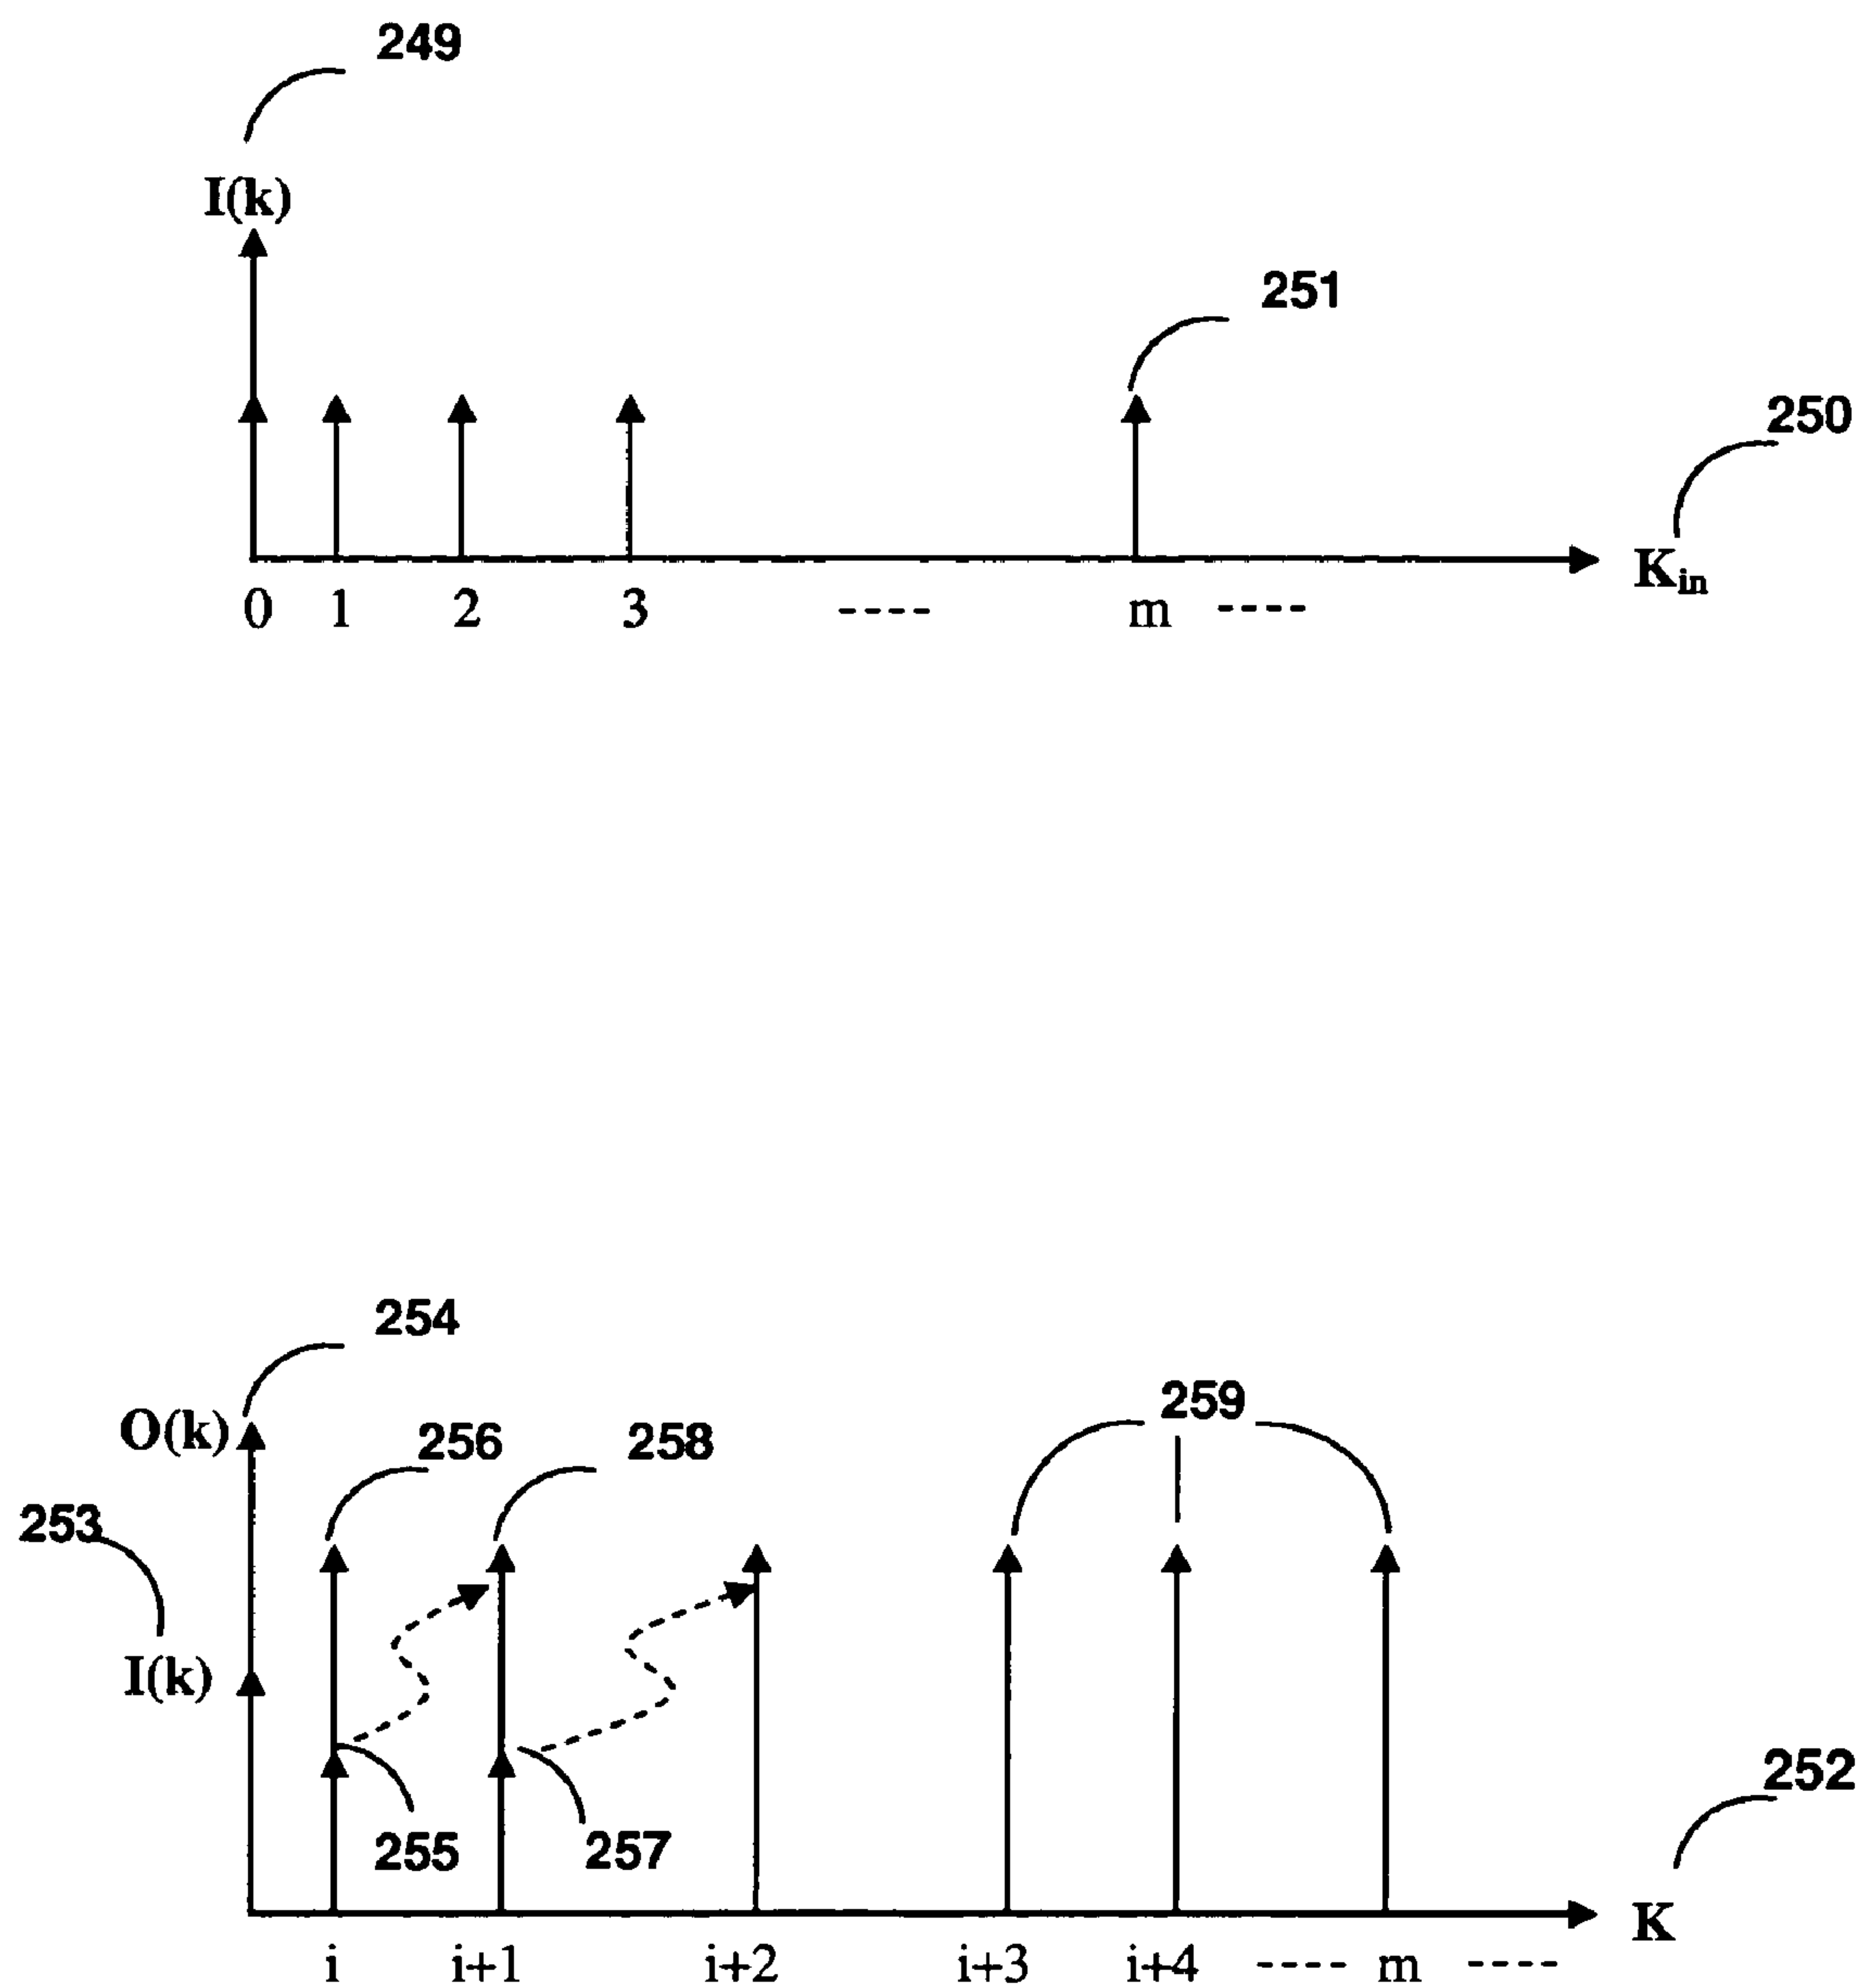 249
I(k)
251
250
K_in
0 1 2 3 ---- m ----
254
259
O(k)
256 258
253
I(k)
252
255 257
K
i i+1 i+2 i+3 i+4 ---- m ----